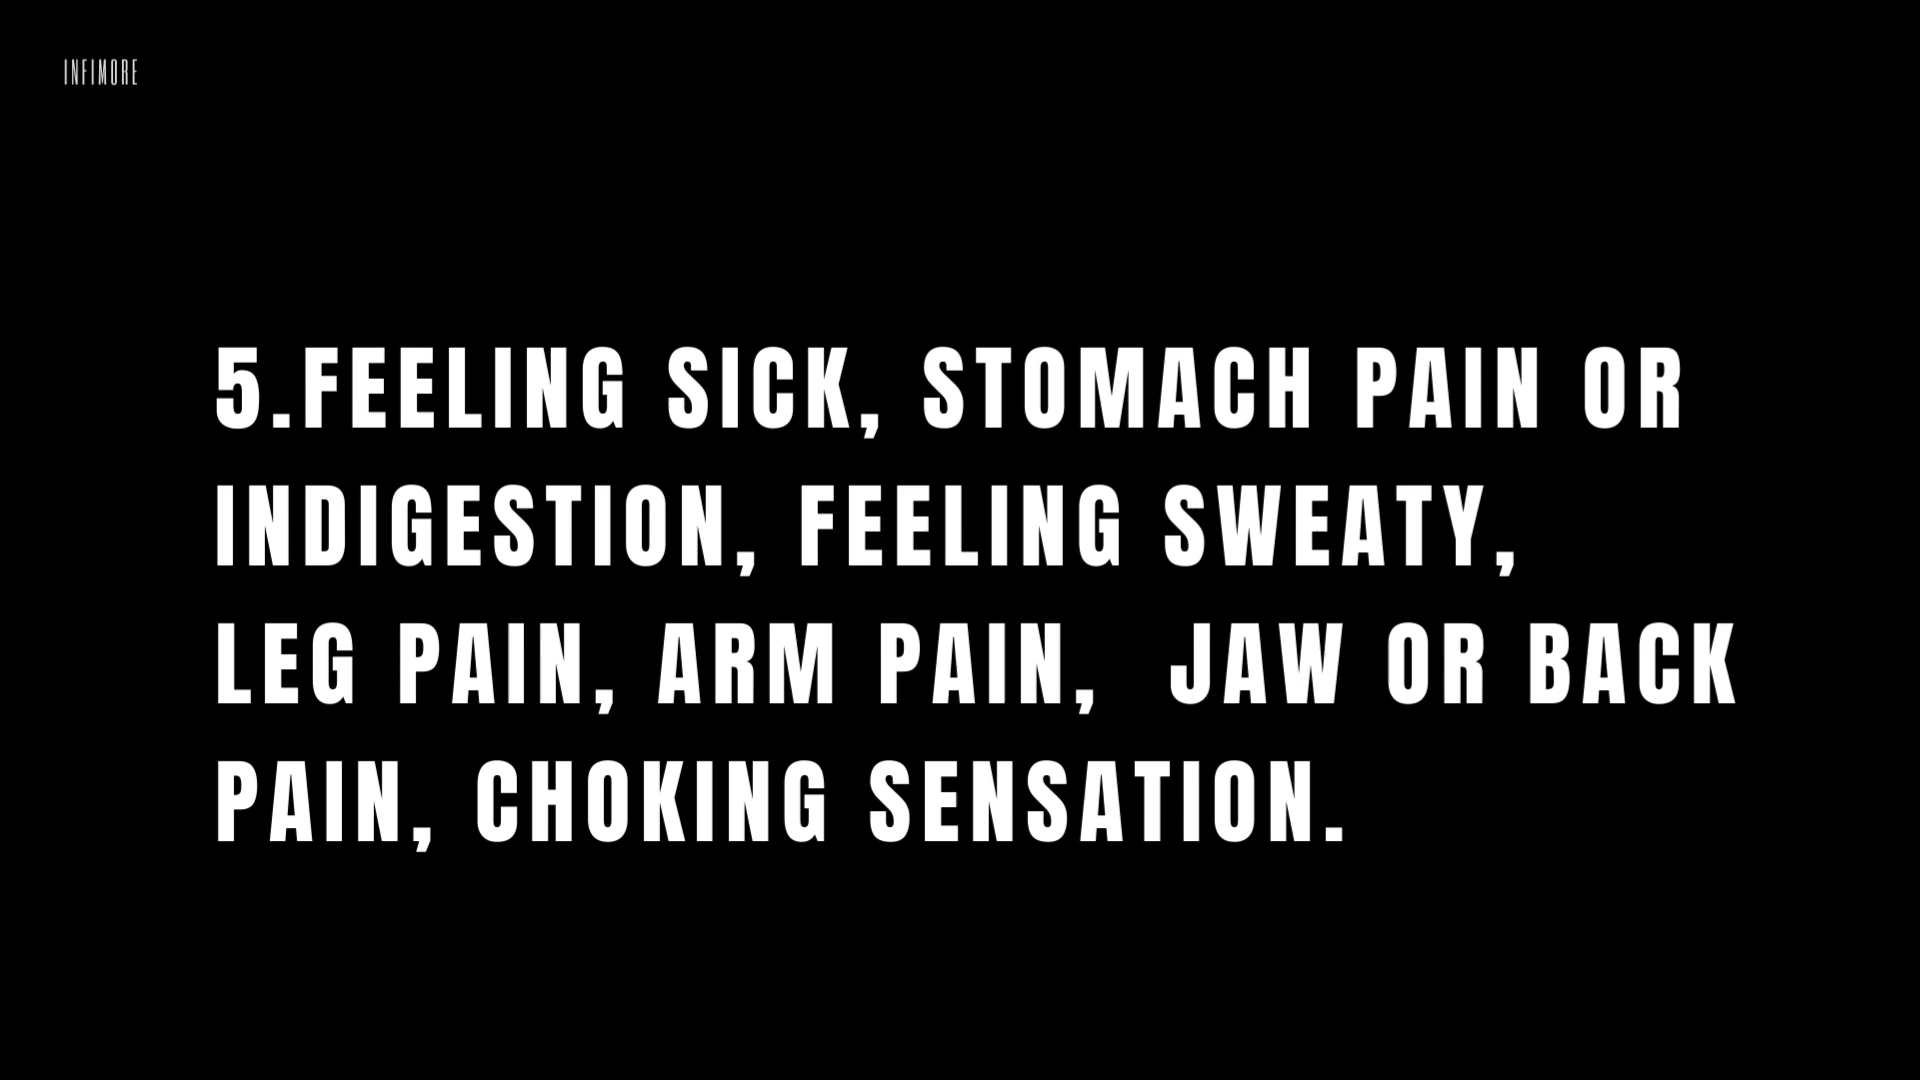 INFIMORE
5.FEELING SICK, STOMACH PAIN OR
INDIGESTION, FEELING SWEATY,
LEG PAIN, ARM PAIN,  JAW OR BACK
PAIN, CHOKING SENSATION.